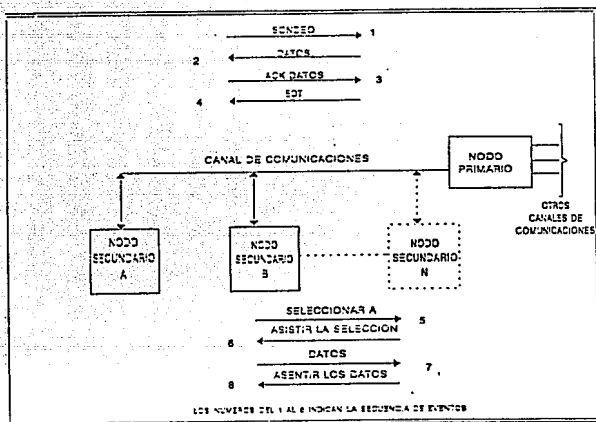 SONDEO 1
2 DATOS
ACK DATOS 3
4 EOT
CANAL DE COMUNICACIONES
NODO
PRIMARIO
OTROS
CANALES DE
COMUNICACIONES
NODO
SECUNDARIO
A
NODO
SECUNDARIO
B
NODO
SECUNDARIO
N
SELECCIONAR A 5
6 ASISTIR LA SELECCION
DATOS 7
8 ASENTIR LOS DATOS
LOS NUMEROS DEL 1 AL 8 INDICAN LA SECUENCIA DE EVENTOS